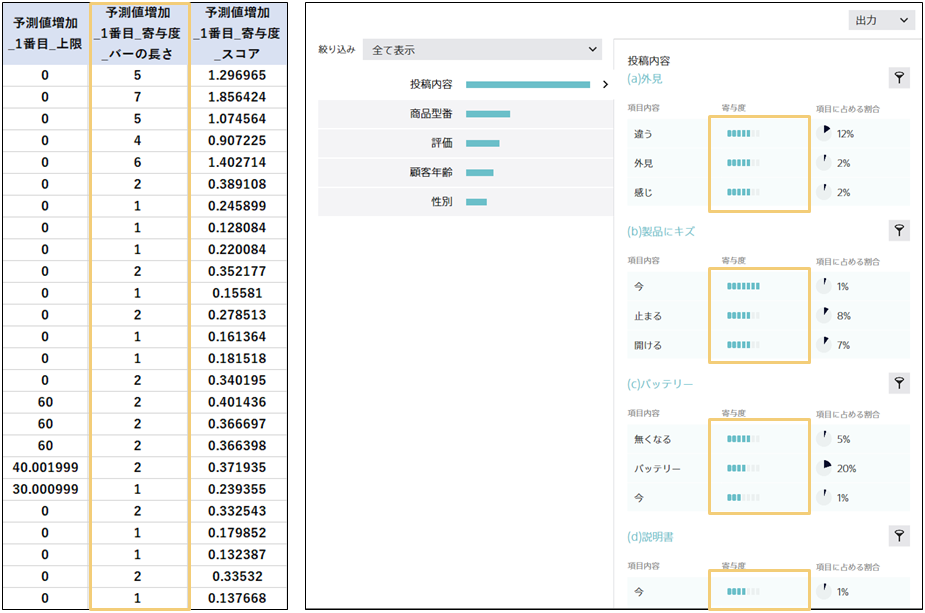 予測値増加 予測値増加 予測値増加
_1番目_上限 _1番目_寄与度 _1番目_寄与度
_バーの長さ _スコア
0 5 1.296965
0 7 1.856424
0 5 1.074564
0 4 0.907225
0 6 1.402714
0 2 0.389108
0 1 0.245899
0 1 0.128084
0 1 0.220084
0 2 0.352177
0 1 0.15581
0 2 0.278513
0 1 0.161364
0 1 0.181518
0 2 0.340195
60 2 0.401436
60 2 0.366697
60 2 0.366398
40.001999 2 0.371935
30.000999 1 0.239355
0 2 0.332543
0 1 0.179852
0 1 0.132387
0 2 0.33532
0 1 0.137668
出力
絞り込み 全て表示
投稿内容
商品型番
評価
顧客年齢
性別
投稿内容
(a)外見
項目内容 寄与度 項目に占める割合
違う 12%
外見 2%
感じ 2%
(b)製品にキズ
項目内容 寄与度 項目に占める割合
今 1%
止まる 8%
開ける 7%
(c)バッテリー
項目内容 寄与度 項目に占める割合
無くなる 5%
バッテリー 20%
今 1%
(d)説明書
項目内容 寄与度 項目に占める割合
今 1%